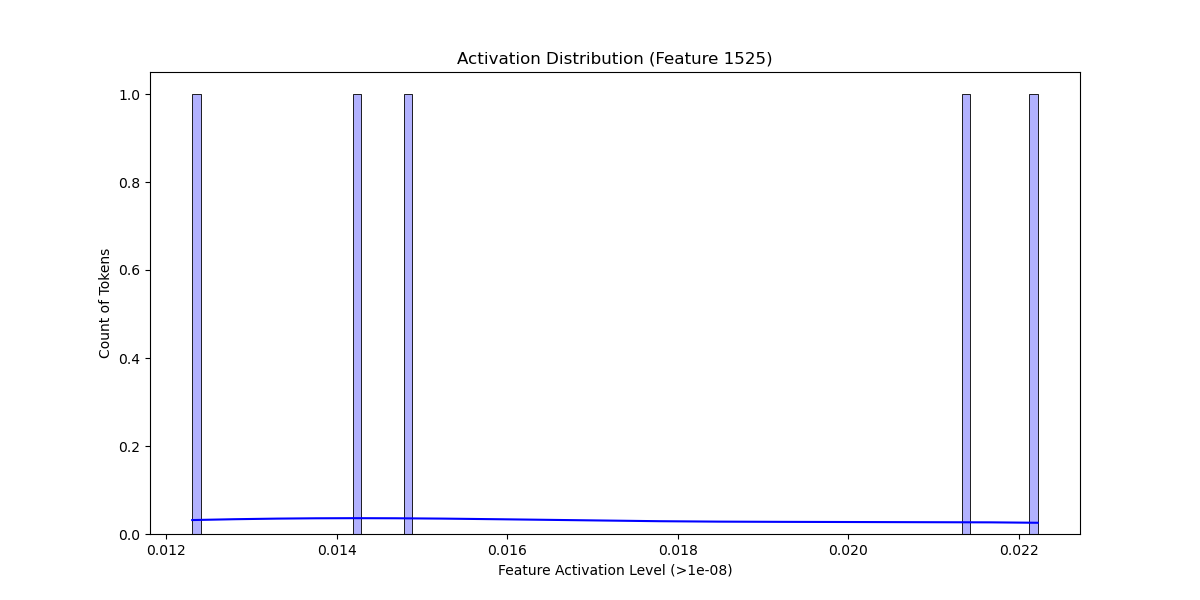 Activation Distribution (Feature 1525)
1.0
0.8
0.6
0.4
0.2
0.0
Count of Tokens
0.012 0.014 0.016 0.018 0.020 0.022
Feature Activation Level (>1e-08)